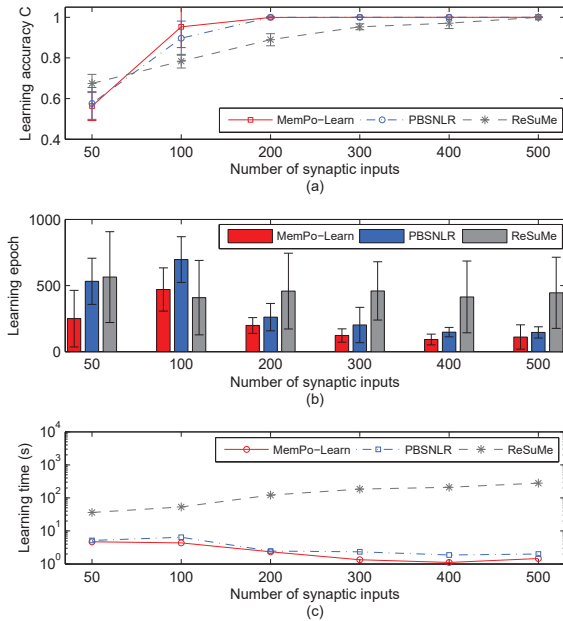 Learning accuracy C
1
0.8
0.6
0.4
MemPo−Learn PBSNLR ReSuMe
50 100 200 300 400 500
Number of synaptic inputs
(a)
Learning epoch
1000
500
0
MemPo−Learn PBSNLR ReSuMe
50 100 200 300 400 500
Number of synaptic inputs
(b)
Learning time (s)
10^4
10^3
10^2
10^1
10^0
MemPo−Learn PBSNLR ReSuMe
50 100 200 300 400 500
Number of synaptic inputs
(c)